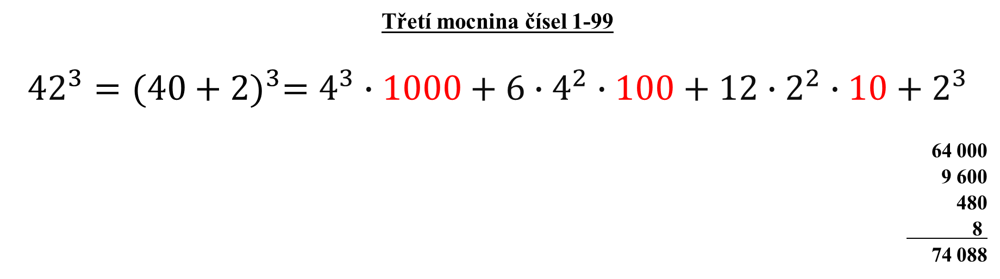 Třetí mocnina čísel 1-99
42³ = (40 + 2)³= 4³ · 1000 + 6 · 4² · 100 + 12 · 2² · 10 + 2³
64 000
9 600
480
8
74 088